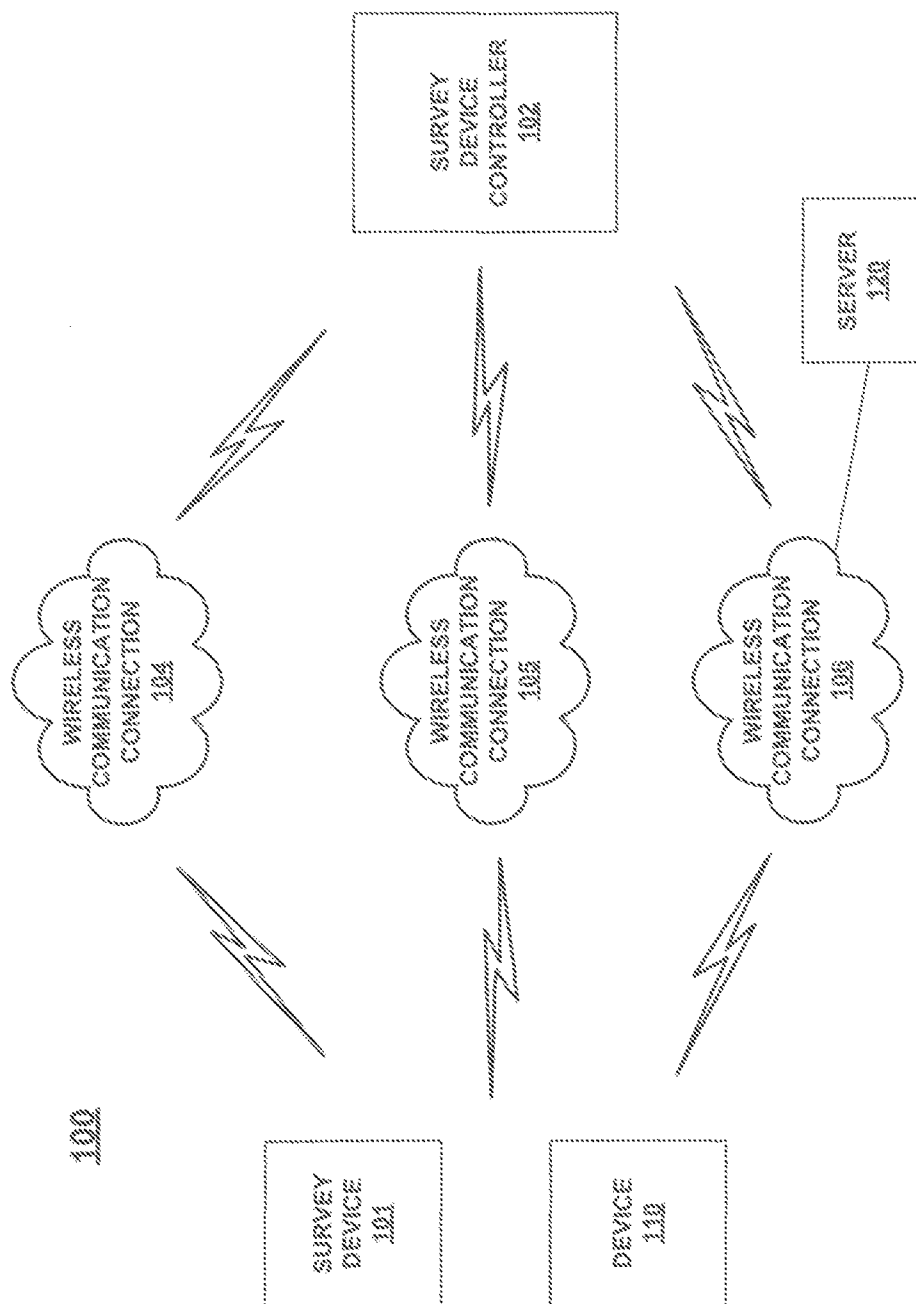 100
SURVEY
DEVICE
101
DEVICE
110
WIRELESS
COMMUNICATION
CONNECTION
104
WIRELESS
COMMUNICATION
CONNECTION
105
WIRELESS
COMMUNICATION
CONNECTION
106
SURVEY
DEVICE
CONTROLLER
102
SERVER
120